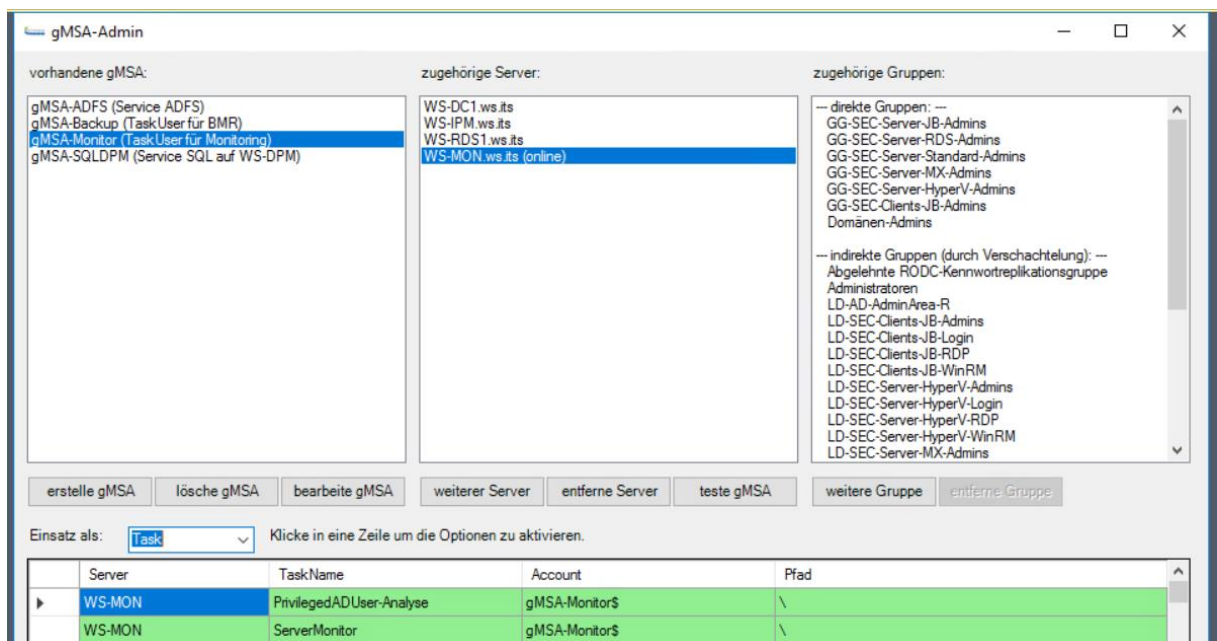 gMSA-Admin
vorhandene gMSA:
zugehörige Server:
zugehörige Gruppen:
gMSA-ADFS (Service ADFS)
gMSA-Backup (TaskUser für BMR)
gMSA-Monitor (TaskUser für Monitoring)
gMSA-SQLDPM (Service SQL auf WS-DPM)
WS-DC1.ws.its
WS-IPM.ws.its
WS-RDS1.ws.its
WS-MON.ws.its (online)
--- direkte Gruppen: ---
GG-SEC-Server-JB-Admins
GG-SEC-Server-RDS-Admins
GG-SEC-Server-Standard-Admins
GG-SEC-Server-MX-Admins
GG-SEC-Server-HyperV-Admins
GG-SEC-Clients-JB-Admins
Domänen-Admins
--- indirekte Gruppen (durch Verschachtelung): ---
Abgelehnte RODC-Kennwortreplikationsgruppe
Administratoren
LD-AD-AdminArea-R
LD-SEC-Clients-JB-Admins
LD-SEC-Clients-JB-Login
LD-SEC-Clients-JB-RDP
LD-SEC-Clients-JB-WinRM
LD-SEC-Server-HyperV-Admins
LD-SEC-Server-HyperV-Login
LD-SEC-Server-HyperV-RDP
LD-SEC-Server-HyperV-WinRM
LD-SEC-Server-MX-Admins
erstelle gMSA lösche gMSA bearbeite gMSA weiterer Server entferne Server teste gMSA weitere Gruppe entferne Gruppe
Einsatz als: Task Klicke in eine Zeile um die Optionen zu aktivieren.
Server TaskName Account Pfad
WS-MON PrivilegedADUser-Analyse gMSA-Monitor$ \
WS-MON ServerMonitor gMSA-Monitor$ \